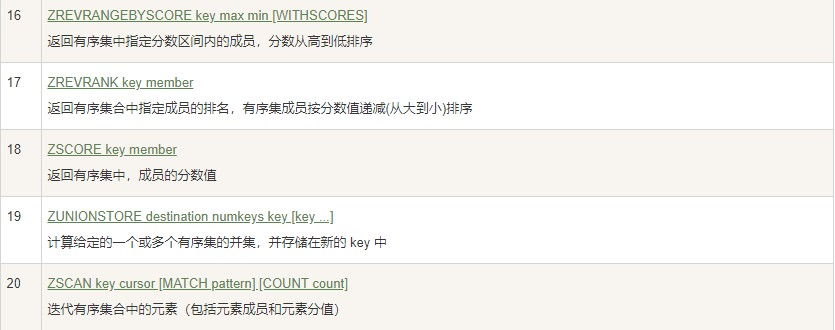 16
ZREVRANGEBYSCORE key max min [WITHSCORES]
返回有序集中指定分数区间内的成员，分数从高到低排序
17
ZREVRANK key member
返回有序集合中指定成员的排名，有序集成员按分数值递减(从大到小)排序
18
ZSCORE key member
返回有序集中，成员的分数值
19
ZUNIONSTORE destination numkeys key [key ...]
计算给定的一个或多个有序集的并集，并存储在新的 key 中
20
ZSCAN key cursor [MATCH pattern] [COUNT count]
迭代有序集合中的元素（包括元素成员和元素分值）